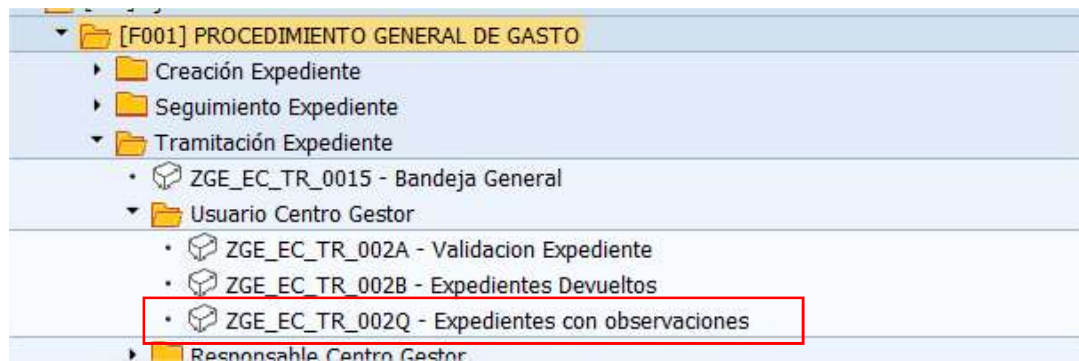 [F001] PROCEDIMIENTO GENERAL DE GASTO
Creación Expediente
Seguimiento Expediente
Tramitación Expediente
ZGE_EC_TR_0015 - Bandeja General
Usuario Centro Gestor
ZGE_EC_TR_002A - Validacion Expediente
ZGE_EC_TR_002B - Expedientes Devueltos
ZGE_EC_TR_002Q - Expedientes con observaciones
Responsable Centro Gestor